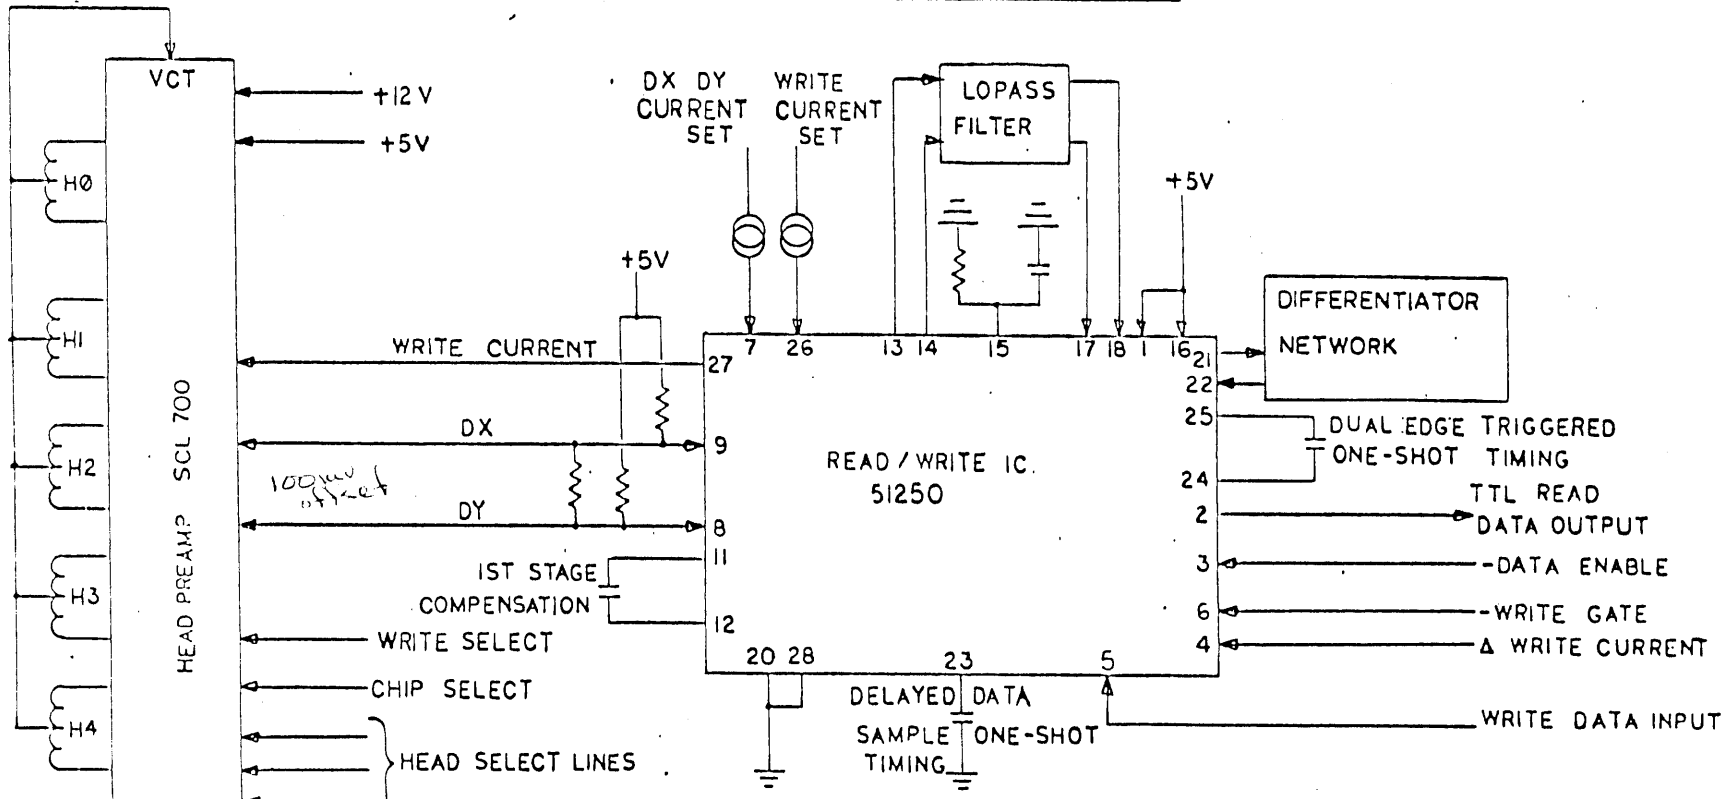 VCT
+12V
+5V
HØ
H1
H2
H3
H4
HEAD PREAMP SCL 700
DX DY
CURRENT
SET
WRITE
CURRENT
SET
LOPASS
FILTER
+5V
+5V
DIFFERENTIATOR
NETWORK
WRITE CURRENT
27
7
26
13
14
15
17
18
1
16
21
22
25
DUAL EDGE TRIGGERED
ONE-SHOT TIMING
24
DX
9
READ/WRITE IC.
51250
100mv
offset
DY
8
TTL READ
DATA OUTPUT
2
11
1ST STAGE
COMPENSATION
12
3
-DATA ENABLE
6
-WRITE GATE
4
Δ WRITE CURRENT
WRITE SELECT
CHIP SELECT
HEAD SELECT LINES
20
28
23
5
DELAYED DATA
SAMPLE ONE-SHOT
TIMING
WRITE DATA INPUT